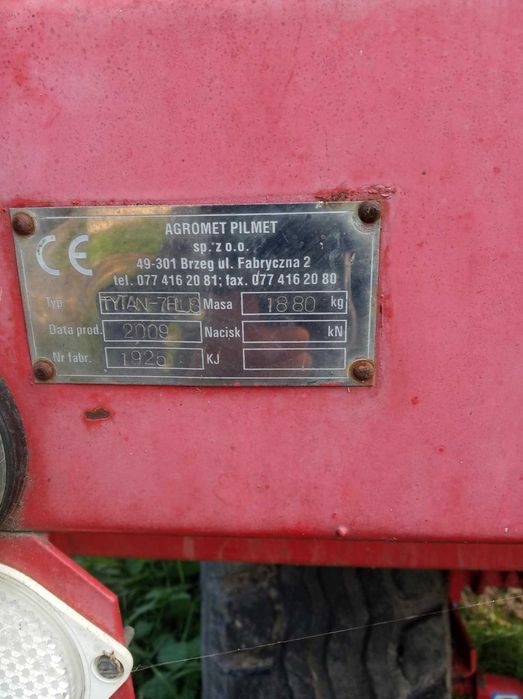 CE
AGROMET PILMET
sp. z o.o.
49-301 Brzeg ul. Fabryczna 2
tel. 077 416 20 81; fax. 077 416 20 80
Typ Masa 1880 kg
Data prod. 2009 Nacisk kN
Nr fabr. 1925 KJ